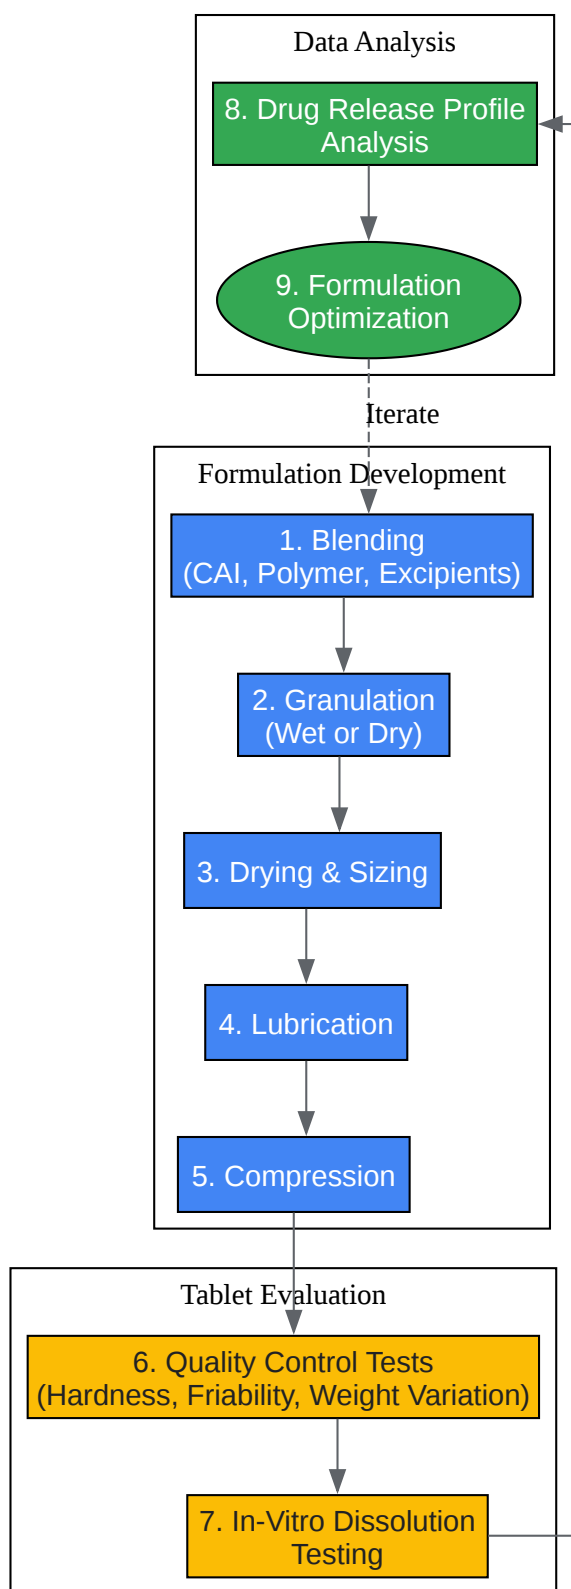 Data Analysis
8. Drug Release Profile
Analysis
9. Formulation
Optimization
Iterate
Formulation Development
1. Blending
(CAI, Polymer, Excipients)
2. Granulation
(Wet or Dry)
3. Drying & Sizing
4. Lubrication
5. Compression
Tablet Evaluation
6. Quality Control Tests
(Hardness, Friability, Weight Variation)
7. In-Vitro Dissolution
Testing